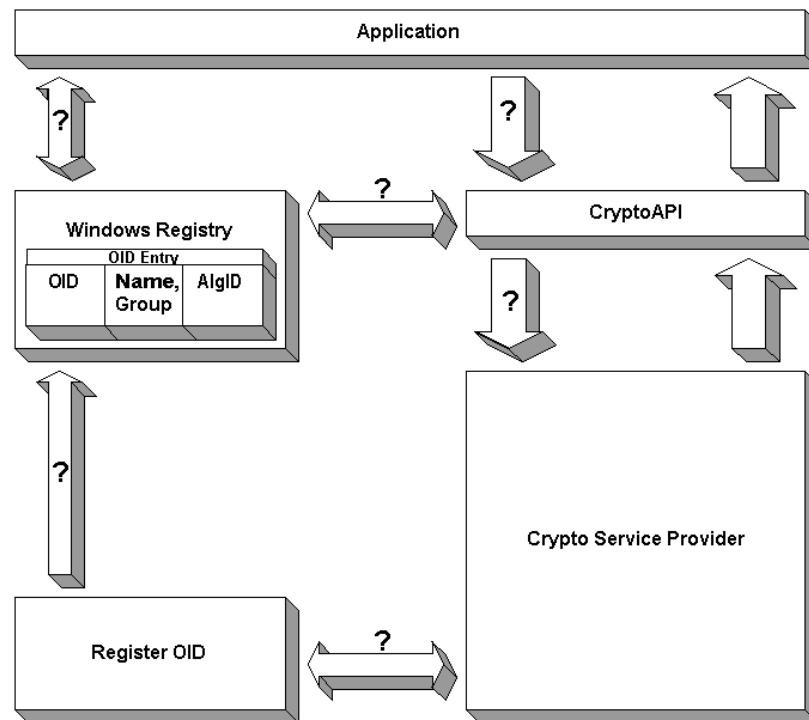 Application
?
?
?
Windows Registry
OID Entry
OID
Name,
Group
AlgID
CryptoAPI
?
?
Crypto Service Provider
Register OID
?